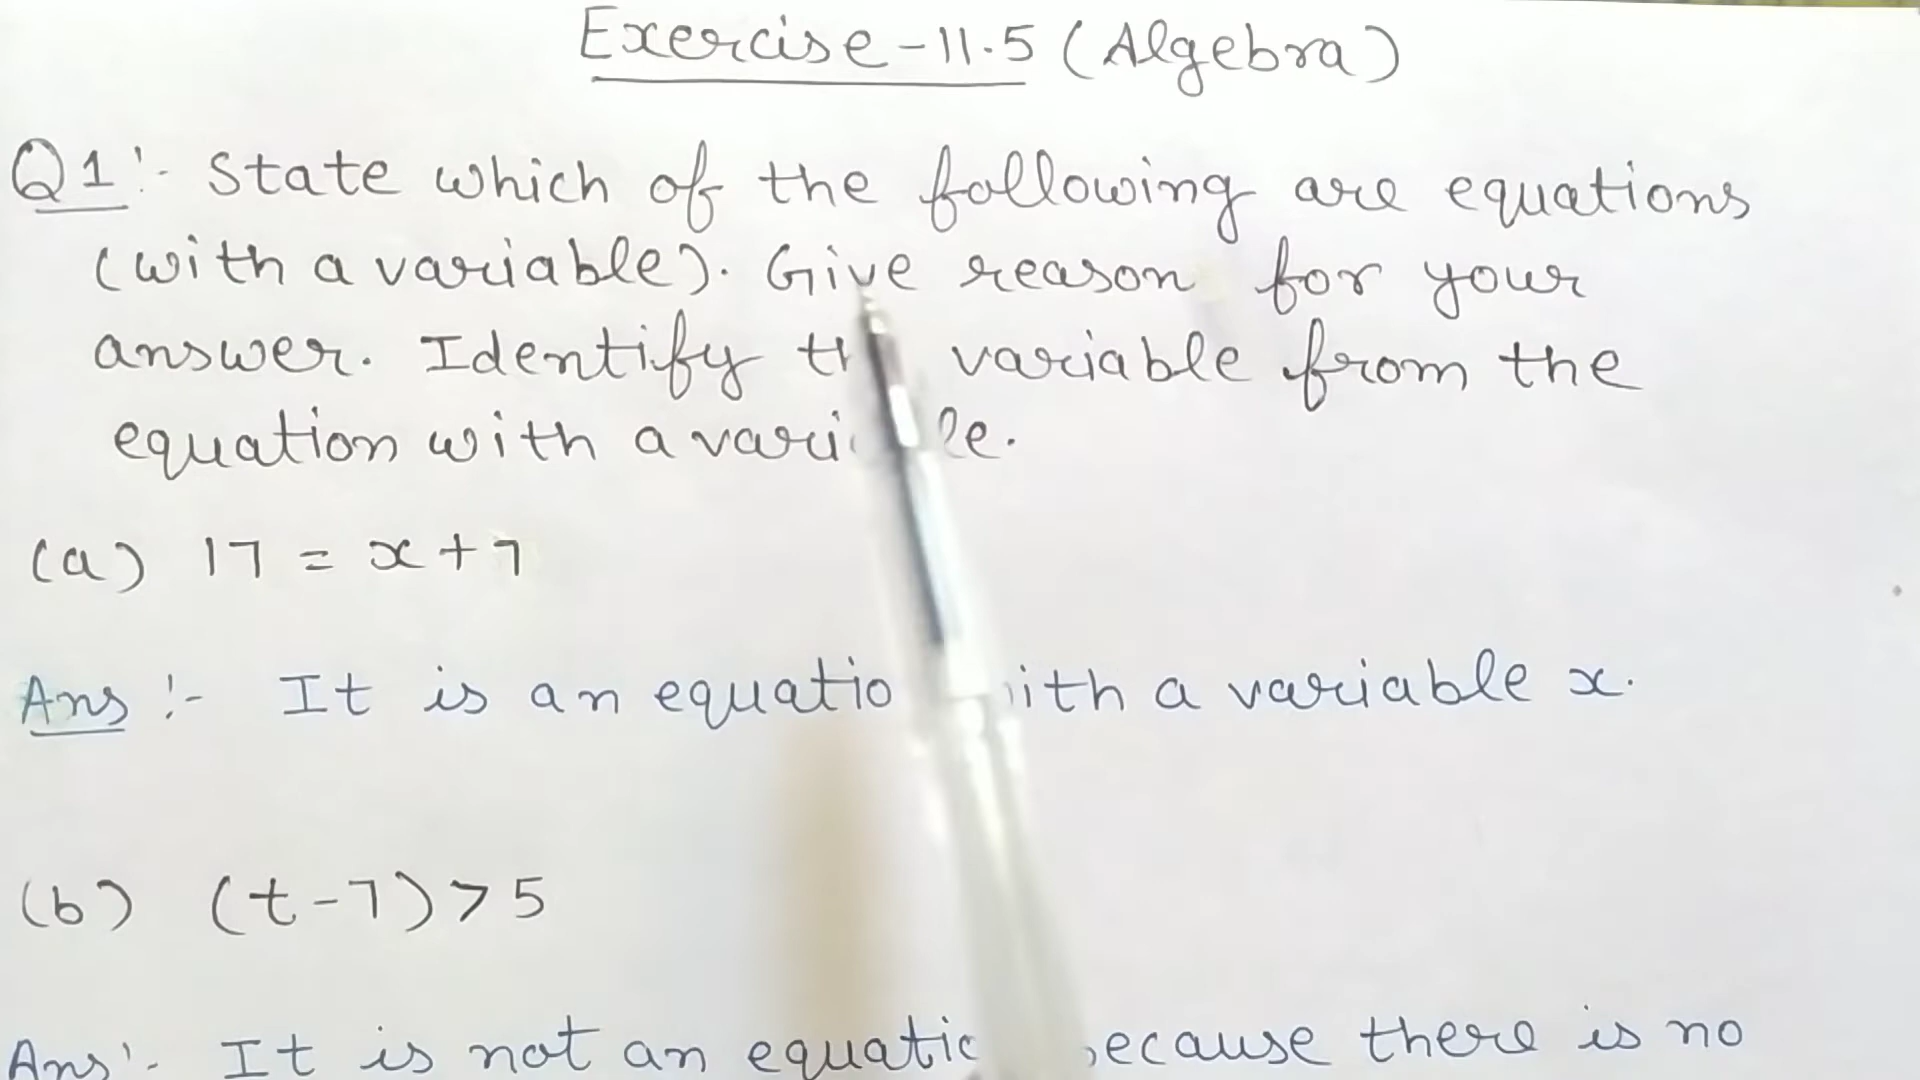 Exercise-11.5 (Algebra)
Q1:- State which of the following are equations
(with a variable). Give reason for your
answer. Identify variable from the
equation with a
(a) 17 = x+7
Ans:- It is an with a variable x.
(b) (t-7)>5
Ans:- It is not an because there is no